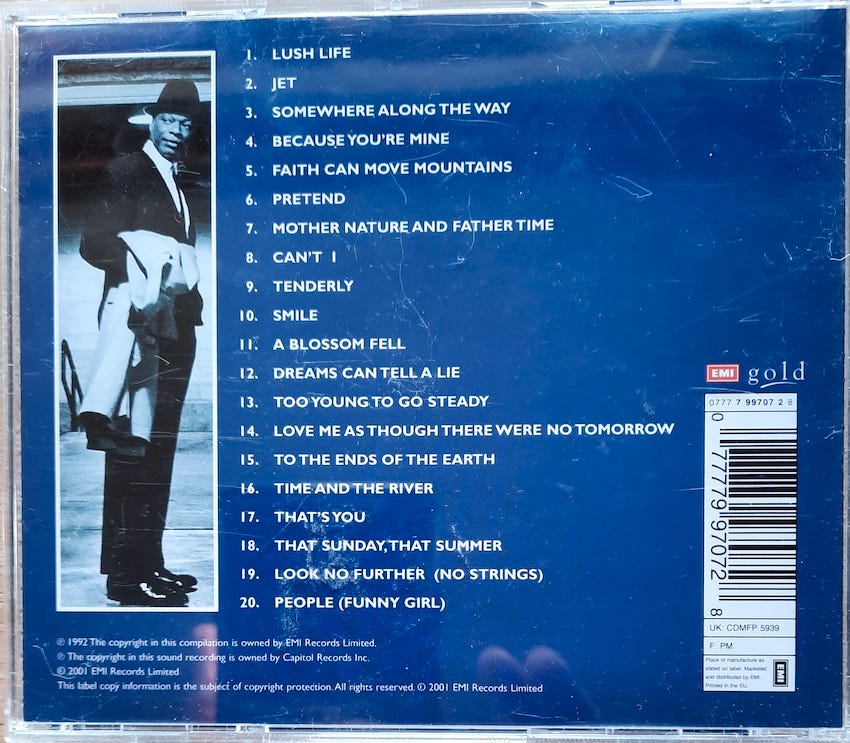 1. LUSH LIFE
2. JET
3. SOMEWHERE ALONG THE WAY
4. BECAUSE YOU'RE MINE
5. FAITH CAN MOVE MOUNTAINS
6. PRETEND
7. MOTHER NATURE AND FATHER TIME
8. CAN'T I
9. TENDERLY
10. SMILE
11. A BLOSSOM FELL
12. DREAMS CAN TELL A LIE
13. TOO YOUNG TO GO STEADY
14. LOVE ME AS THOUGH THERE WERE NO TOMORROW
15. TO THE ENDS OF THE EARTH
16. TIME AND THE RIVER
17. THAT'S YOU
18. THAT SUNDAY, THAT SUMMER
19. LOOK NO FURTHER (NO STRINGS)
20. PEOPLE (FUNNY GIRL)
EMI gold
0777 7 99707 2 8
0 77779 97072 8
UK: CDMFP 5939
F: PM
Place of manufacture as
stated on label. Marketed
and distributed by EMI.
Printed in the EU.
EMI
℗ 1992 The copyright in this compilation is owned by EMI Records Limited.
℗ The copyright in this sound recording is owned by Capitol Records Inc.
© 2001 EMI Records Limited
This label copy information is the subject of copyright protection. All rights reserved. © 2001 EMI Records Limited